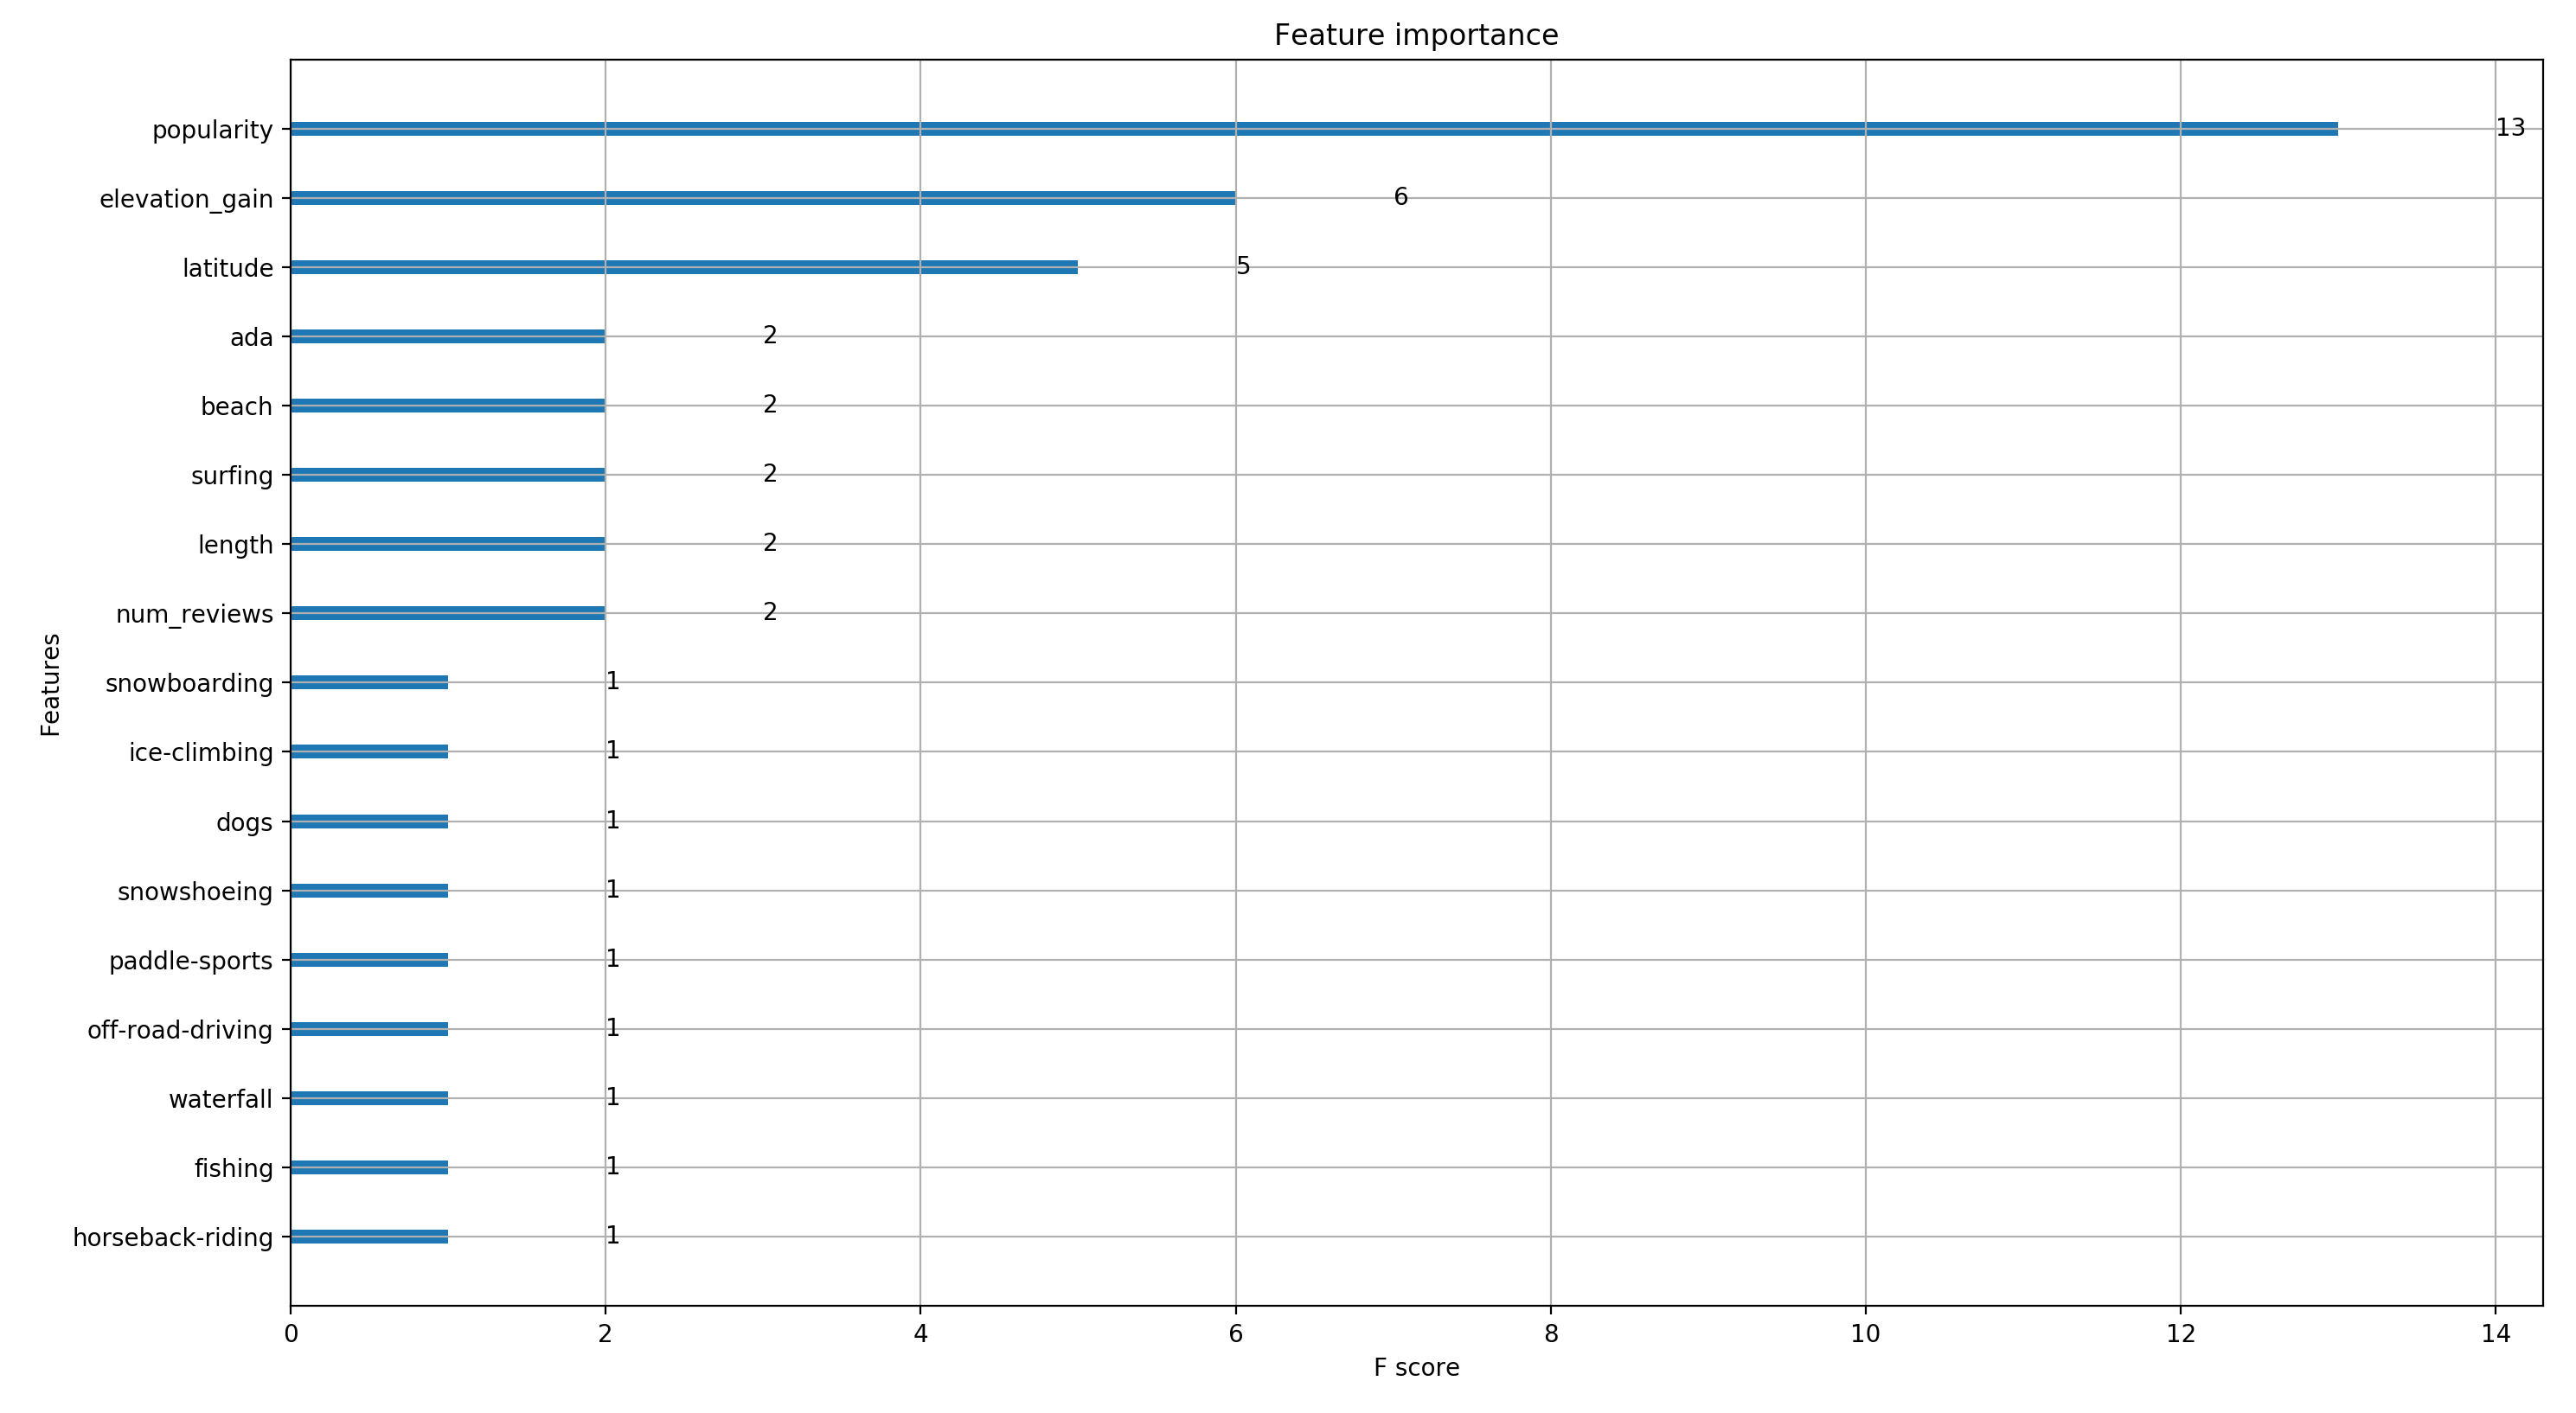 Feature importance
popularity 13
elevation_gain 6
latitude 5
ada 2
beach 2
surfing 2
length 2
num_reviews 2
snowboarding 1
ice-climbing 1
dogs 1
snowshoeing 1
paddle-sports 1
off-road-driving 1
waterfall 1
fishing 1
horseback-riding 1
Features
0 2 4 6 8 10 12 14
F score